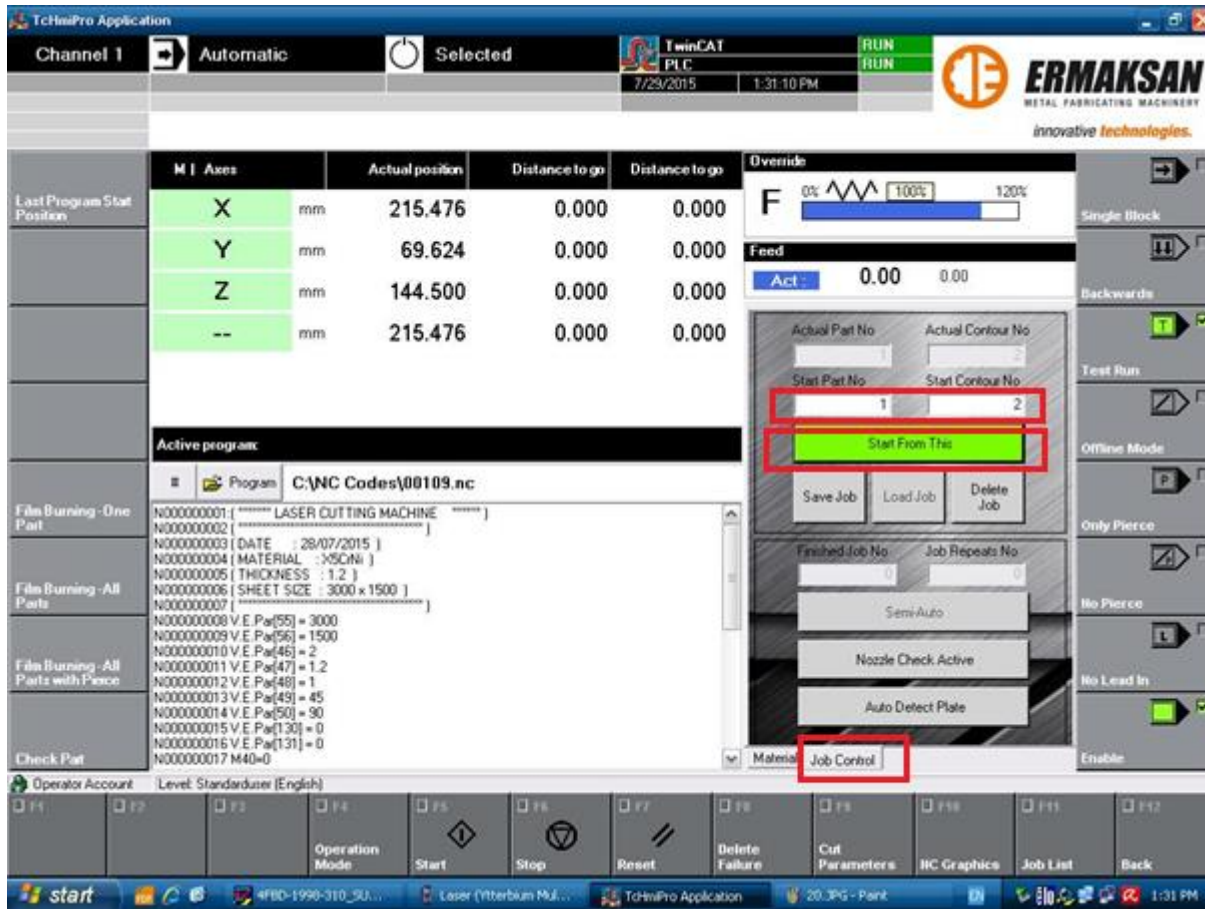 TcHmiPro Application
Channel 1
Automatic
Selected
TwinCAT RUN
PLC RUN
7/29/2015 1:31:10 PM
ERMAKSAN
METAL FABRICATING MACHINERY
innovative technologies.
Last Program Start Position
Film Burning - One Part
Film Burning - All Parts
Film Burning - All Parts with Pierce
Check Part
M | Axes Actual position Distance to go Distance to go
X mm 215.476 0.000 0.000
Y mm 69.624 0.000 0.000
Z mm 144.500 0.000 0.000
-- mm 215.476 0.000 0.000
Active program:
Program C:\NC Codes\00109.nc
N000000001:( ******* LASER CUTTING MACHINE ****** )
N000000003 ( DATE : 28/07/2015 )
N000000004 ( MATERIAL : X5CrNi )
N000000005 ( THICKNESS : 1.2 )
N000000006 ( SHEET SIZE : 3000 x 1500 )
N000000008 V.E.Par[55] = 3000
N000000009 V.E.Par[56] = 1500
N000000010 V.E.Par[46] = 2
N000000011 V.E.Par[47] = 1.2
N000000012 V.E.Par[48] = 1
N000000013 V.E.Par[49] = 45
N000000014 V.E.Par[50] = 90
N000000015 V.E.Par[130] = 0
N000000016 V.E.Par[131] = 0
N000000017 M40=0
Override
F 0% 100% 120%
Feed
Act : 0.00 0.00
Actual Part No Actual Contour No
1 2
Start Part No Start Contour No
1 2
Start From This
Save Job Load Job Delete Job
Finished Job No Job Repeats No
0 0
Semi-Auto
Nozzle Check Active
Auto Detect Plate
Material Job Control
Single Block
Backwards
T
Test Run
Offline Mode
P
Only Pierce
No Pierce
L
No Lead In
Enable
Operator Account Level: Standarduser (English)
F1 F2 F3 F4 F5 F6 F7 F8 F9 F10 F11 F12
Operation Mode
Start
Stop
Reset
Delete Failure
Cut Parameters
NC Graphics
Job List
Back
start
4FBD-1998-310_SU...
Laser (Ytterbium Mul...
TcHmiPro Application
20.JPG - Paint
EN
1:31 PM